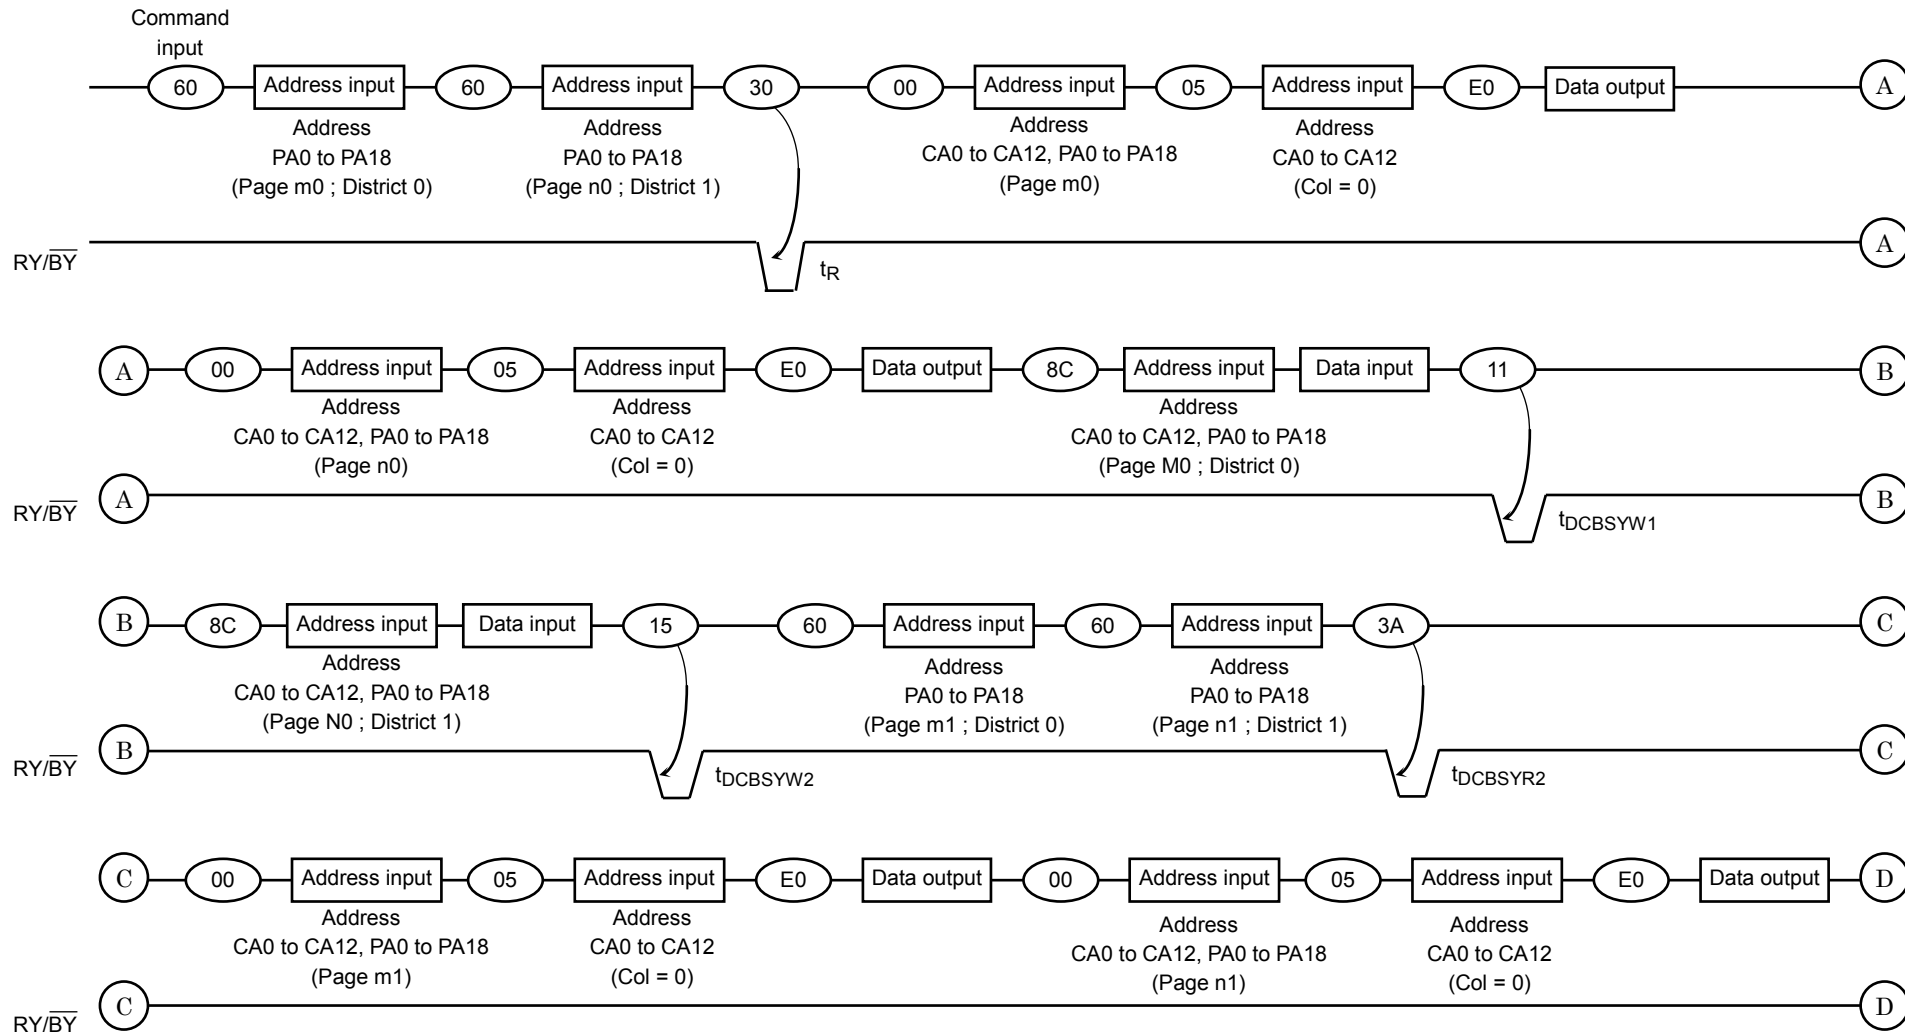 Command
input
60 Address input 60 Address input 30 00 Address input 05 Address input E0 Data output A
Address
PA0 to PA18
(Page m0 ; District 0)
Address
PA0 to PA18
(Page n0 ; District 1)
Address
CA0 to CA12, PA0 to PA18
(Page m0)
Address
CA0 to CA12
(Col = 0)
RY/BY tR A
A 00 Address input 05 Address input E0 Data output 8C Address input Data input 11 B
Address
CA0 to CA12, PA0 to PA18
(Page n0)
Address
CA0 to CA12
(Col = 0)
Address
CA0 to CA12, PA0 to PA18
(Page M0 ; District 0)
RY/BY A tDCBSYW1 B
B 8C Address input Data input 15 60 Address input 60 Address input 3A C
Address
CA0 to CA12, PA0 to PA18
(Page N0 ; District 1)
Address
PA0 to PA18
(Page m1 ; District 0)
Address
PA0 to PA18
(Page n1 ; District 1)
RY/BY B tDCBSYW2 tDCBSYR2 C
C 00 Address input 05 Address input E0 Data output 00 Address input 05 Address input E0 Data output D
Address
CA0 to CA12, PA0 to PA18
(Page m1)
Address
CA0 to CA12
(Col = 0)
Address
CA0 to CA12, PA0 to PA18
(Page n1)
Address
CA0 to CA12
(Col = 0)
RY/BY C D